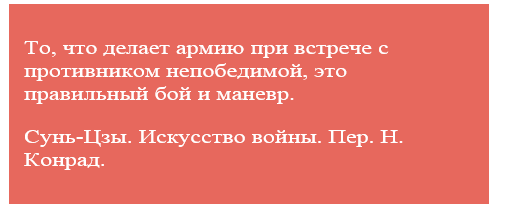 То, что делает армию при встрече с
противником непобедимой, это
правильный бой и маневр.
Сунь-Цзы. Искусство войны. Пер. Н.
Конрад.